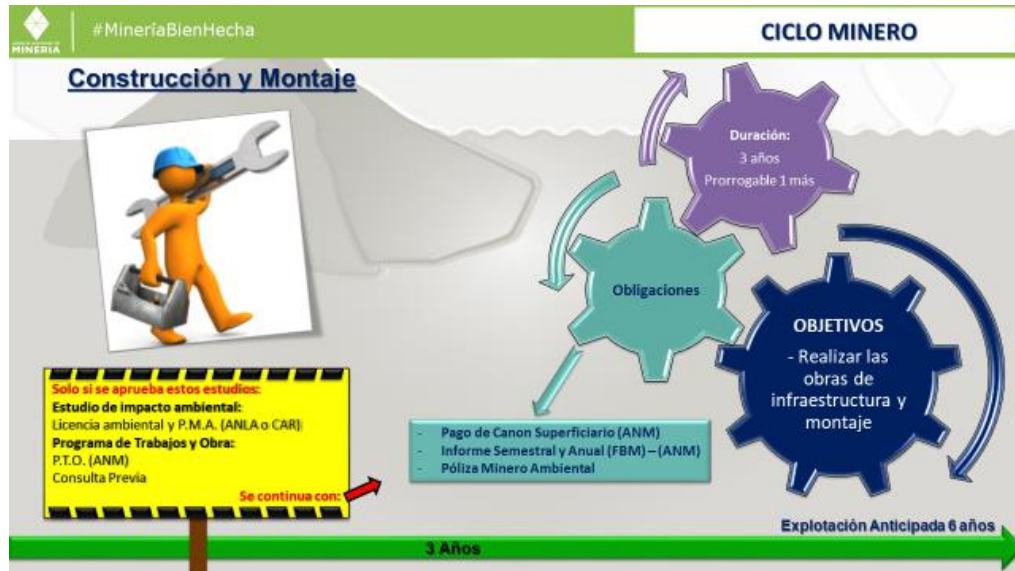 MINERIA
#MineríaBienHecha
CICLO MINERO
Construcción y Montaje
Duración:
3 años
Prorrogable 1 más
Obligaciones
OBJETIVOS
- Realizar las
obras de
infraestructura y
montaje
Solo si se aprueba estos estudios:
Estudio de impacto ambiental:
Licencia ambiental y P.M.A. (ANLA o CAR)
Programa de Trabajos y Obra:
P.T.O. (ANM)
Consulta Previa
Se continua con:
- Pago de Canon Superficiario (ANM)
- Informe Semestral y Anual (FBM) – (ANM)
- Póliza Minero Ambiental
Explotación Anticipada 6 años
3 Años